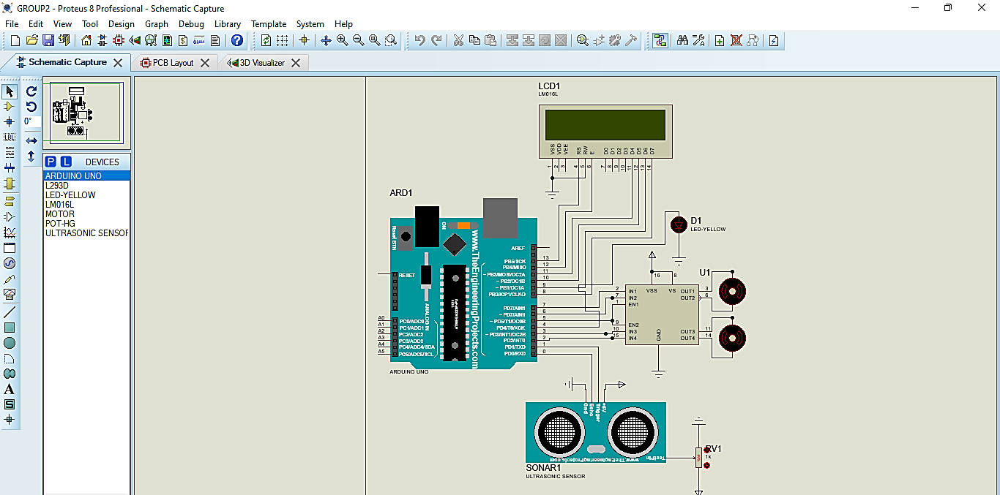 GROUP2 - Proteus 8 Professional - Schematic Capture
File Edit View Tool Design Graph Debug Library Template System Help
Schematic Capture
PCB Layout
3D Visualizer
0°
LBL
P L DEVICES
ARDUINO UNO
L293D
LED-YELLOW
LM016L
MOTOR
POT-HG
ULTRASONIC SENSOF
A
S
LCD1
LM016L
VSS VDD VEE RS RW E D0 D1 D2 D3 D4 D5 D6 D7
1 2 3 4 5 6 7 8 9 10 11 12 13 14
ARD1
Reset BTN
ON
www.TheEngineeringProjects.com
ANALOG IN
RESET
AREF
PB5/SCK 13
PB4/MISO 12
~ PB3/MOSI/OC2A 11
~ PB2/OC1B 10
~ PB1/OC1A 9
PB0/ICP1/CLKO 8
PD7/AIN1 7
~ PD6/AIN1 6
~ PD5/T1/OC0B 5
PD4/T0/XCK 4
~ PD3/INT1/OC2B 3
PD2/INT0 2
PD1/TXD 1
PD0/RXD 0
A0 PC0/ADC0
A1 PC1/ADC1
A2 PC2/ADC2
A3 PC3/ADC3
A4 PC4/ADC4/SDA
A5 PC5/ADC5/SCL
ARDUINO UNO
D1
LED-YELLOW
U1
16 8
VSS VS
2 IN1
7 IN2
1 EN1
9 EN2
10 IN3
15 IN4
GND
OUT1 3
OUT2 6
OUT3 11
OUT4 14
Gnd
Echo
Trigger
+5V
www.TheEngineeringProjects.com
TestPin
SONAR1
ULTRASONIC SENSOR
RV1
1k